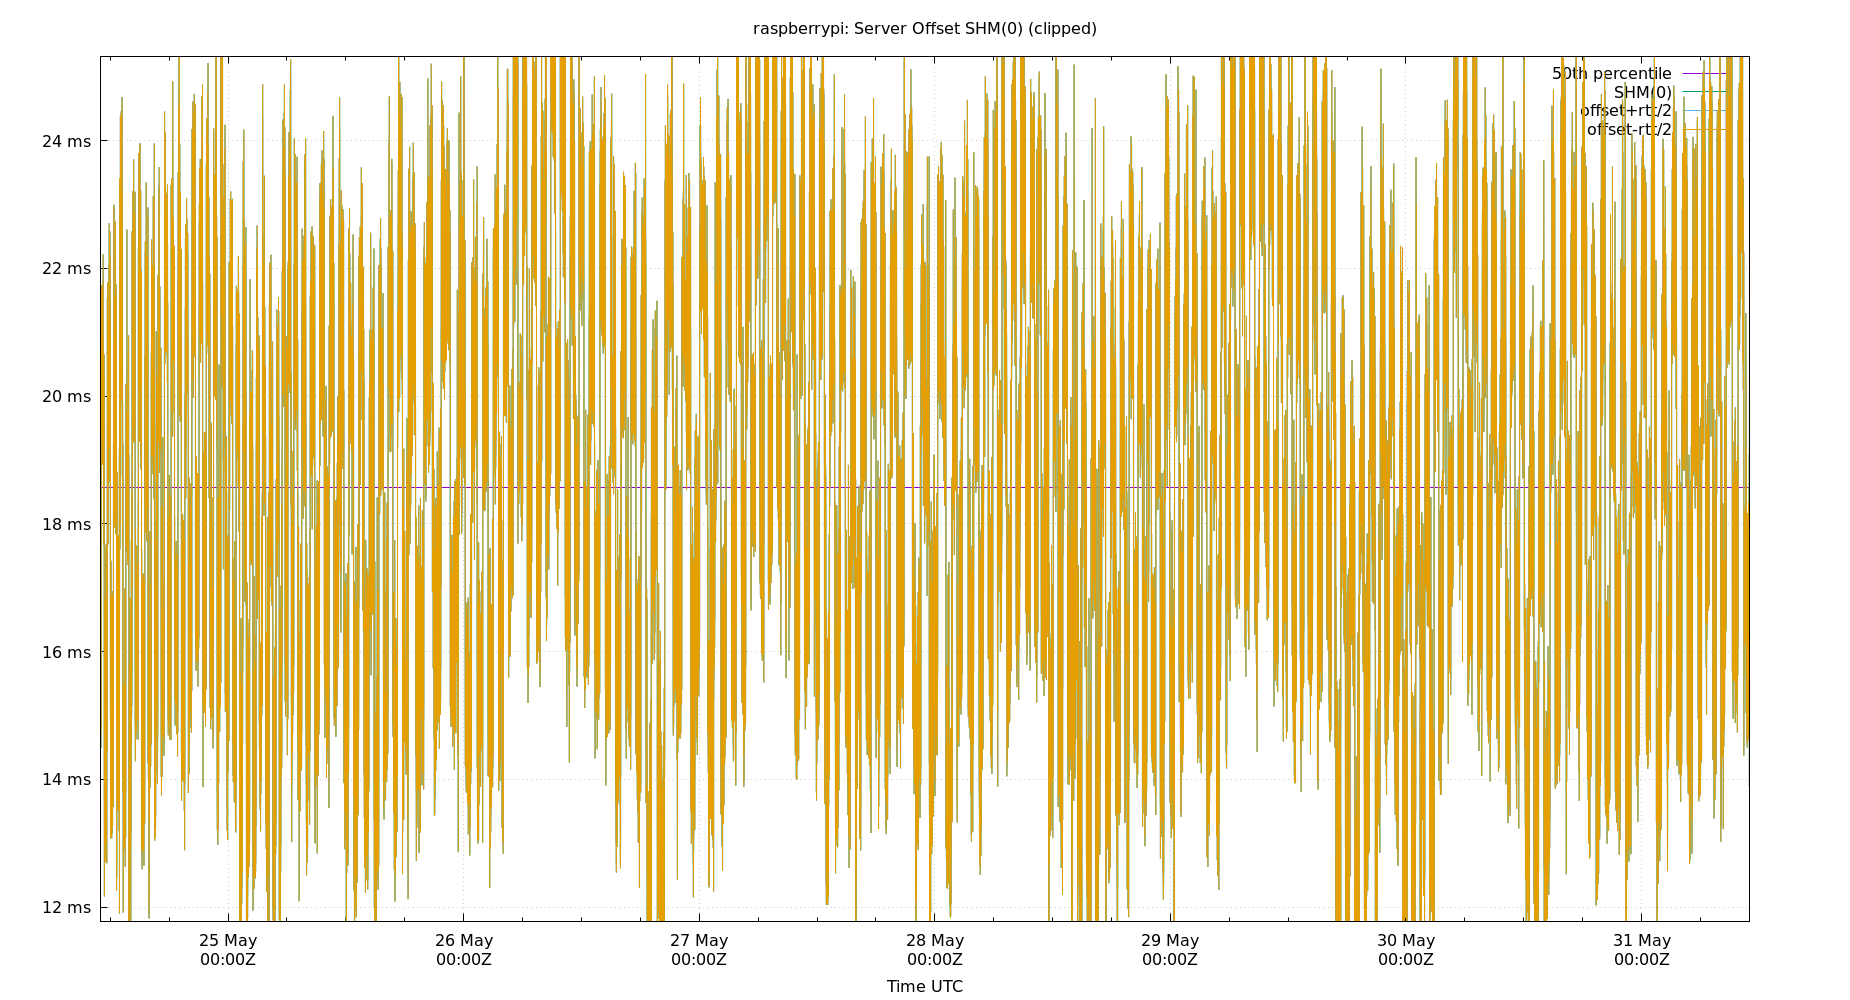 raspberrypi: Server Offset SHM(0) (clipped)
50th percentile
SHM(0)
offset+rtt/2
offset-rtt/2
24 ms
22 ms
20 ms
18 ms
16 ms
14 ms
12 ms
25 May 26 May 27 May 28 May 29 May 30 May 31 May
00:00Z 00:00Z 00:00Z 00:00Z 00:00Z 00:00Z 00:00Z
Time UTC